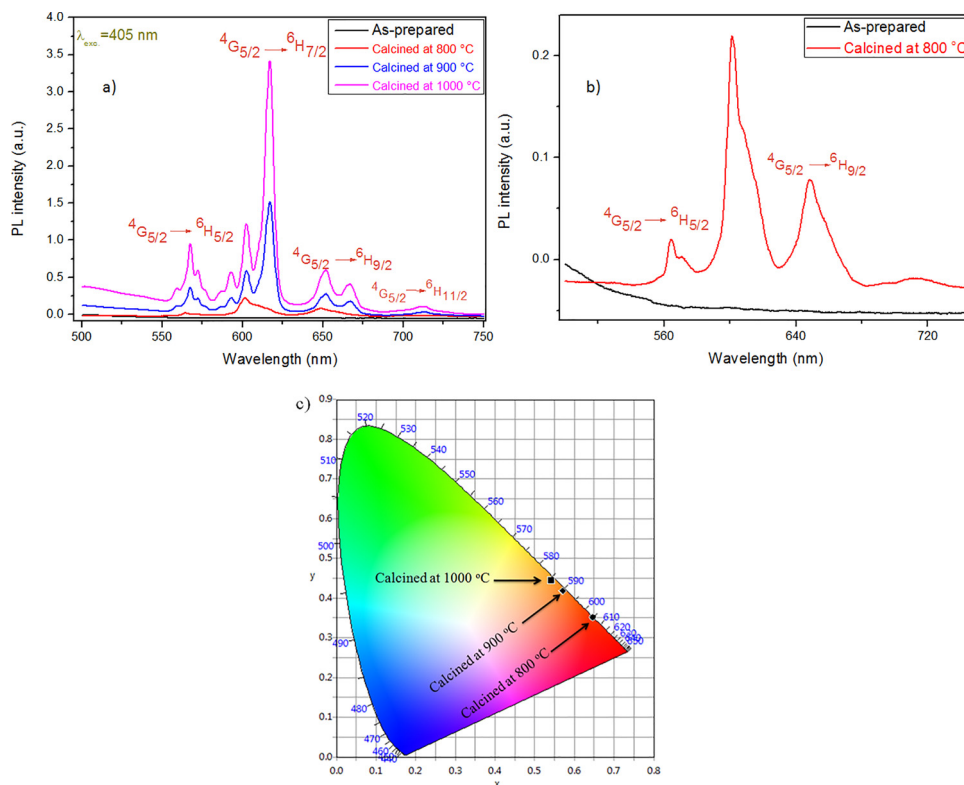 λexc.=405 nm
⁴G₅/₂ → ⁶H₇/₂
a)
As-prepared
Calcined at 800 °C
Calcined at 900 °C
Calcined at 1000 °C
⁴G₅/₂ → ⁶H₅/₂
⁴G₅/₂ → ⁶H₉/₂
⁴G₅/₂ → ⁶H₁₁/₂
PL intensity (a.u.)
4.0
3.5
3.0
2.5
2.0
1.5
1.0
0.5
0.0
500 550 600 650 700 750
Wavelength (nm)
b)
As-prepared
Calcined at 800 °C
⁴G₅/₂ → ⁶H₅/₂
⁴G₅/₂ → ⁶H₉/₂
PL intensity (a.u.)
0.2
0.1
0.0
560 640 720
Wavelength (nm)
c)
0.9
0.8
0.7
0.6
0.5
y
0.4
0.3
0.2
0.1
0.0
520
530
510
540
550
560
570
500
580
590
600
610
620
490
480
470
460
Calcined at 1000 °C
Calcined at 900 °C
Calcined at 800 °C
0.0 0.1 0.2 0.3 0.4 0.5 0.6 0.7 0.8
x